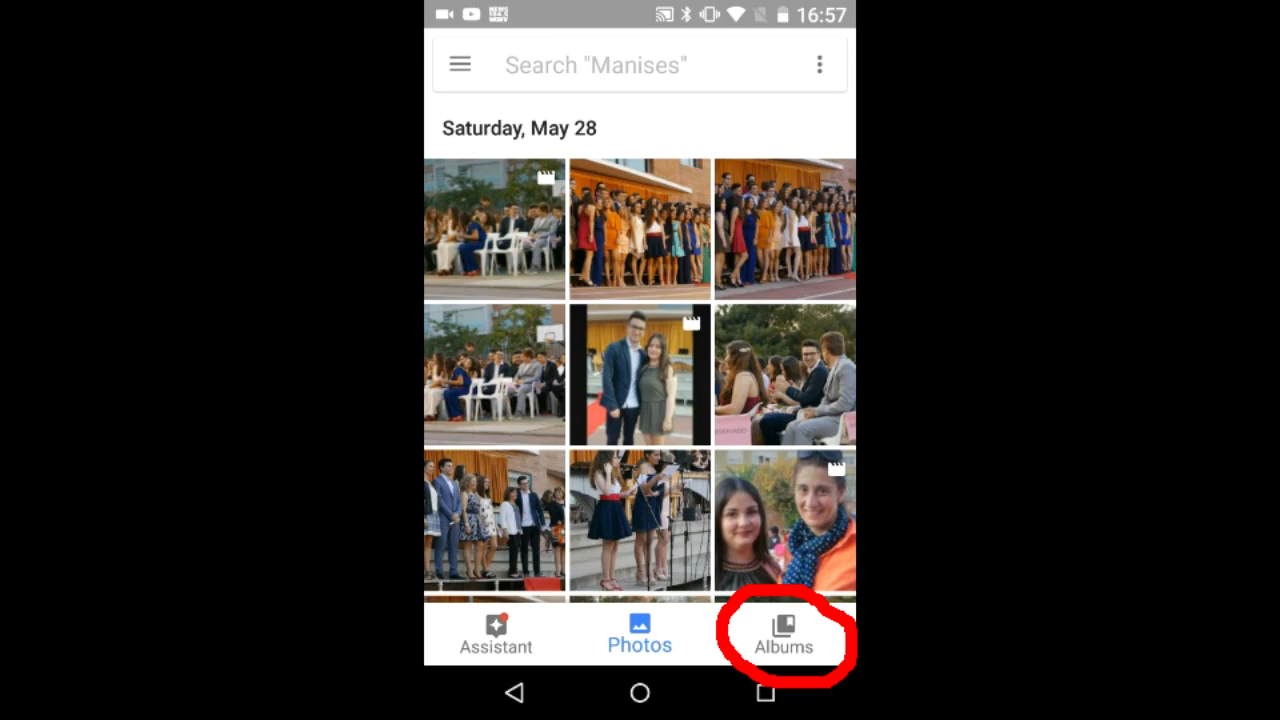 16:57
Search "Manises"
Saturday, May 28
Assistant
Photos
Albums